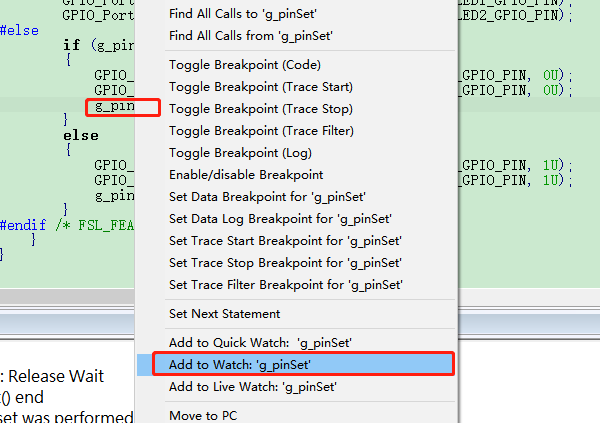 GPIO_Port
LED1_GPIO_PIN);
GPIO_Port
LED2_GPIO_PIN);
#else
if (g_pin
{
GPIO_
_GPIO_PIN, 0U);
GPIO_
_GPIO_PIN, 0U);
g_pin
}
else
{
GPIO_
_GPIO_PIN, 1U);
GPIO_
_GPIO_PIN, 1U);
g_pin
}
#endif /* FSL_FEA
}
}
Find All Calls to 'g_pinSet'
Find All Calls from 'g_pinSet'
Toggle Breakpoint (Code)
Toggle Breakpoint (Trace Start)
Toggle Breakpoint (Trace Stop)
Toggle Breakpoint (Trace Filter)
Toggle Breakpoint (Log)
Enable/disable Breakpoint
Set Data Breakpoint for 'g_pinSet'
Set Data Log Breakpoint for 'g_pinSet'
Set Trace Start Breakpoint for 'g_pinSet'
Set Trace Stop Breakpoint for 'g_pinSet'
Set Trace Filter Breakpoint for 'g_pinSet'
Set Next Statement
Add to Quick Watch:  'g_pinSet'
Add to Watch: 'g_pinSet'
Add to Live Watch: 'g_pinSet'
Move to PC
: Release Wait
() end
set was performed